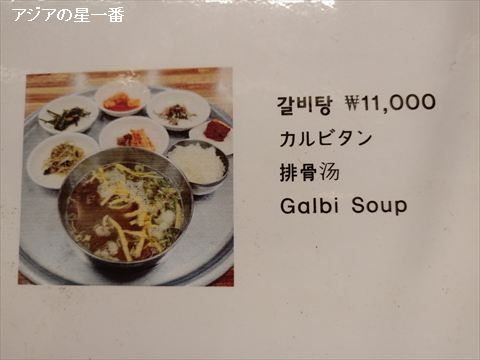 アジアの星一番
갈비탕 ₩11,000
カルビタン
排骨汤
Galbi Soup